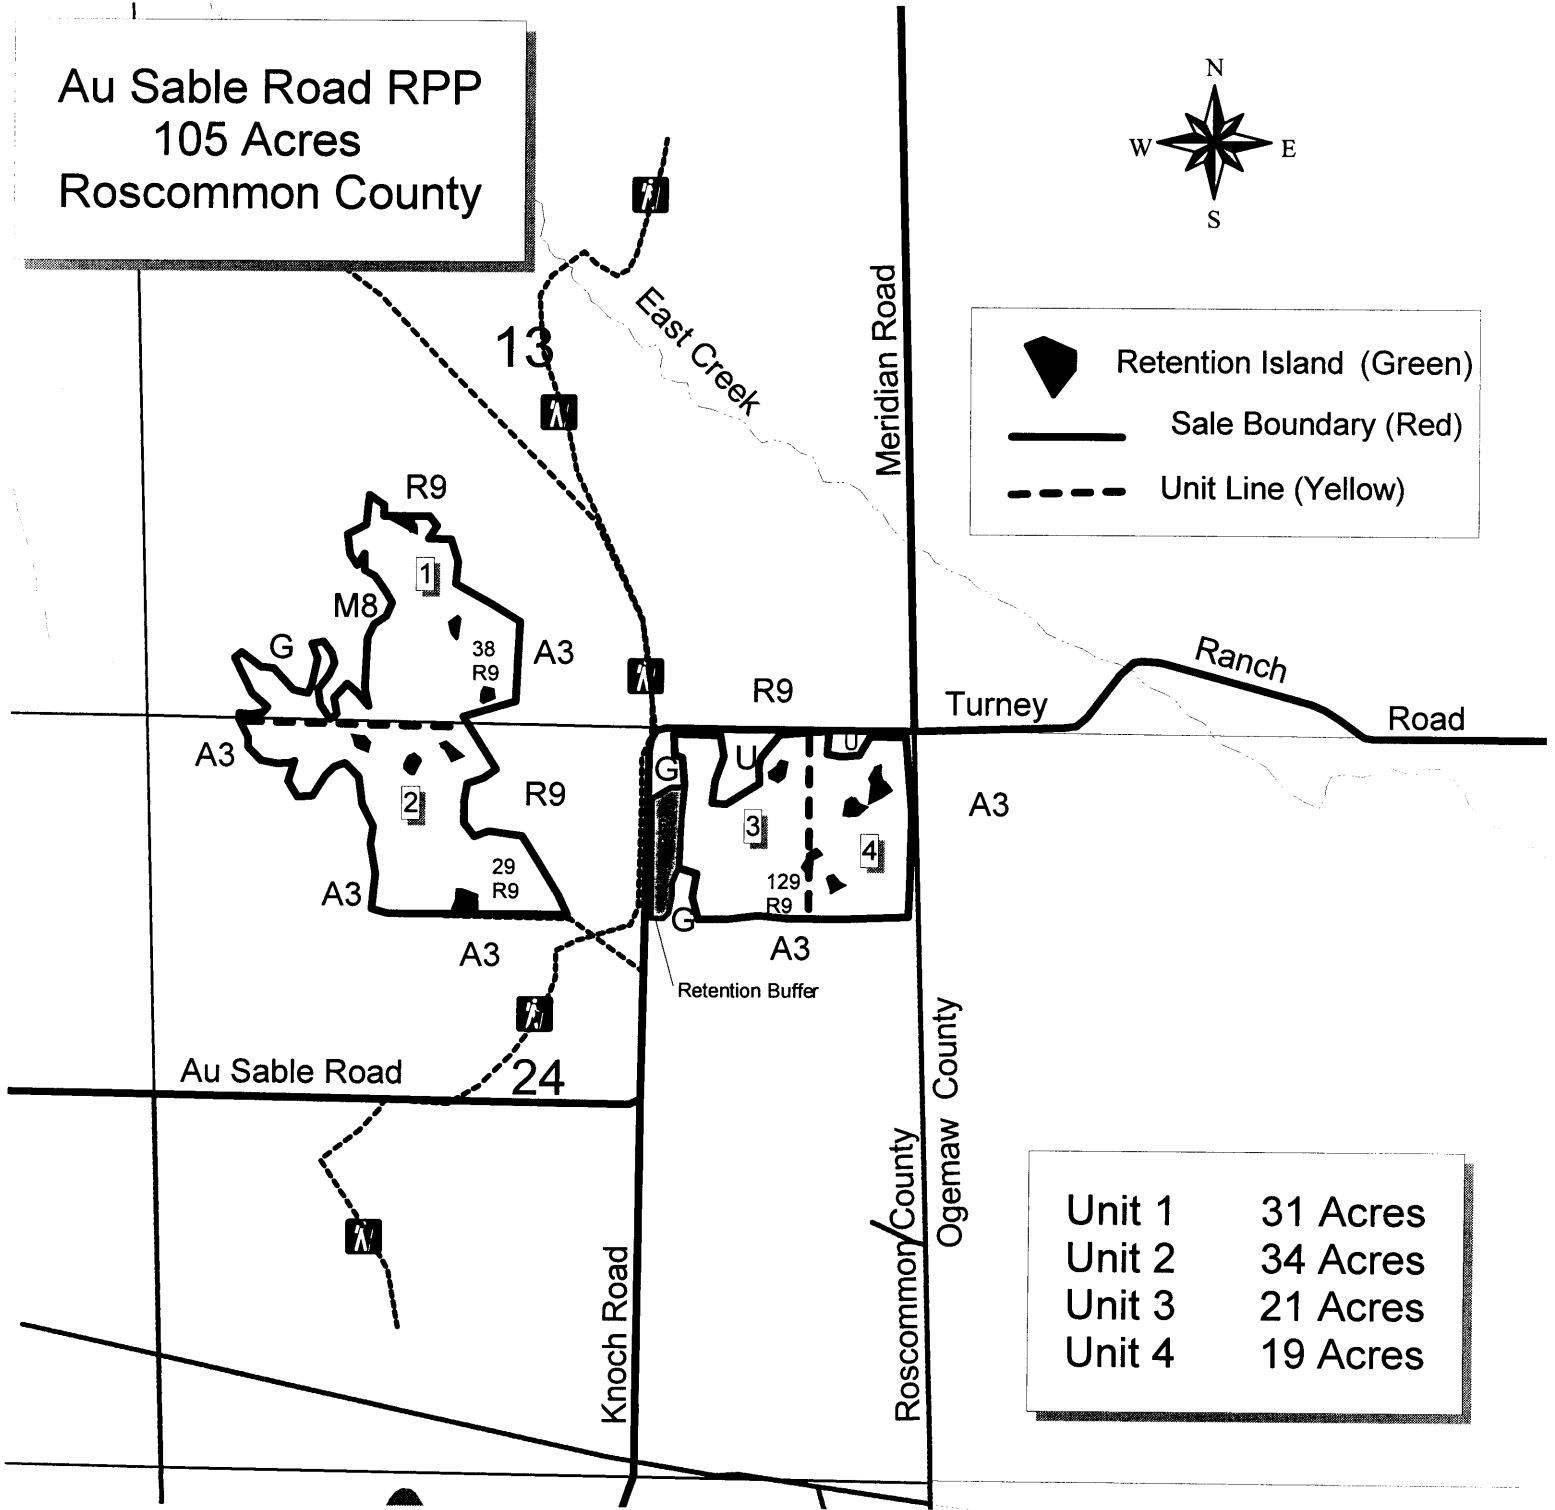 Au Sable Road RPP
105 Acres
Roscommon County
N
W
E
S
East Creek
13
Meridian Road
Retention Island (Green)
Sale Boundary (Red)
Unit Line (Yellow)
R9
1
M8
G
38
R9
A3
R9
Turney
Ranch
Road
A3
2
R9
G
U
U
3
4
A3
A3
29
R9
129
R9
G
A3
A3
Retention Buffer
Au Sable Road
24
Ogemaw County
Roscommon County
Knoch Road
Unit 1 31 Acres
Unit 2 34 Acres
Unit 3 21 Acres
Unit 4 19 Acres